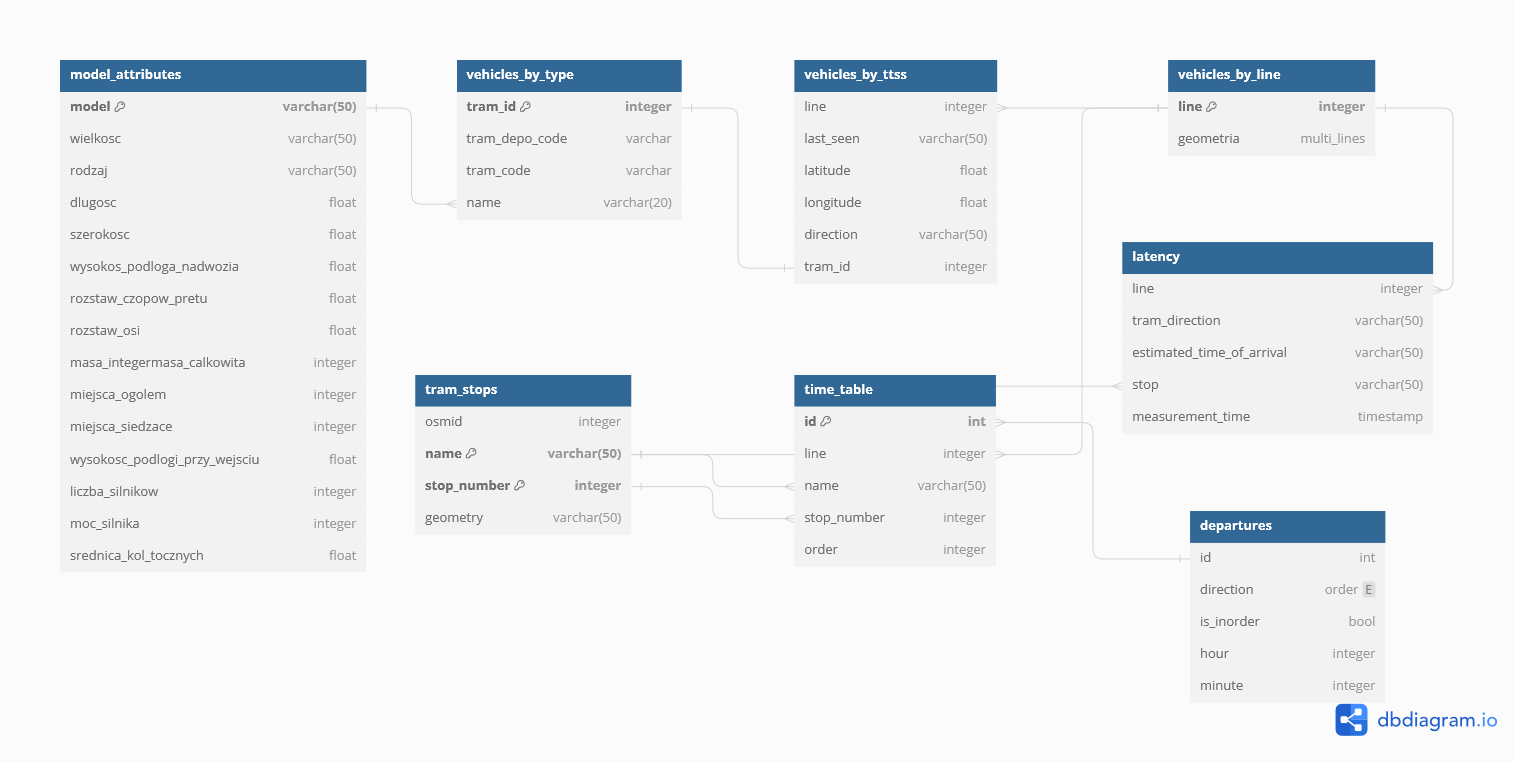 model_attributes
model varchar(50)
wielkosc varchar(50)
rodzaj varchar(50)
dlugosc float
szerokosc float
wysokos_podloga_nadwozia float
rozstaw_czopow_pretu float
rozstaw_osi float
masa_integermasa_calkowita integer
miejsca_ogolem integer
miejsca_siedzace integer
wysokosc_podlogi_przy_wejsciu float
liczba_silnikow integer
moc_silnika integer
srednica_kol_tocznych float
vehicles_by_type
tram_id integer
tram_depo_code varchar
tram_code varchar
name varchar(20)
vehicles_by_ttss
line integer
last_seen varchar(50)
latitude float
longitude float
direction varchar(50)
tram_id integer
vehicles_by_line
line integer
geometria multi_lines
latency
line integer
tram_direction varchar(50)
estimated_time_of_arrival varchar(50)
stop varchar(50)
measurement_time timestamp
tram_stops
osmid integer
name varchar(50)
stop_number integer
geometry varchar(50)
time_table
id int
line integer
name varchar(50)
stop_number integer
order integer
departures
id int
direction order E
is_inorder bool
hour integer
minute integer
dbdiagram.io